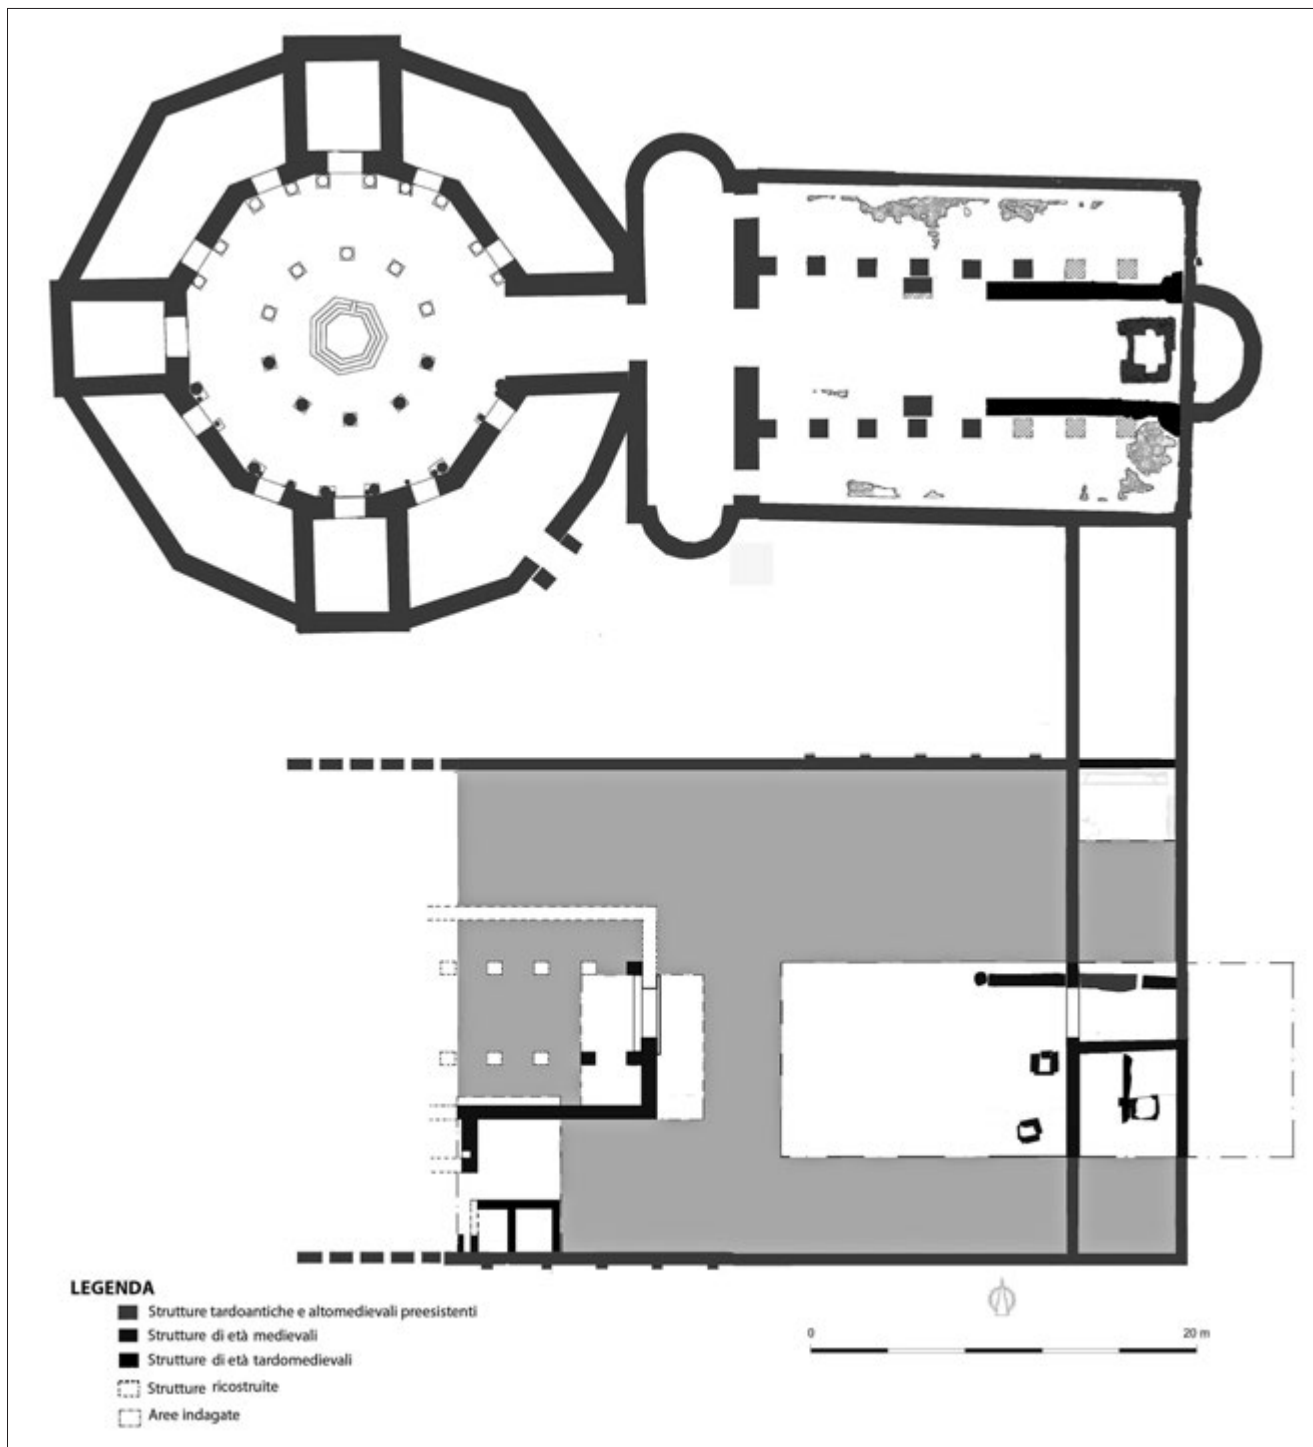 LEGENDA
Strutture tardoantiche e altomedievali preesistenti
Strutture di età medievali
Strutture di età tardomedievali
Strutture ricostruite
Aree indagate
0 20 m